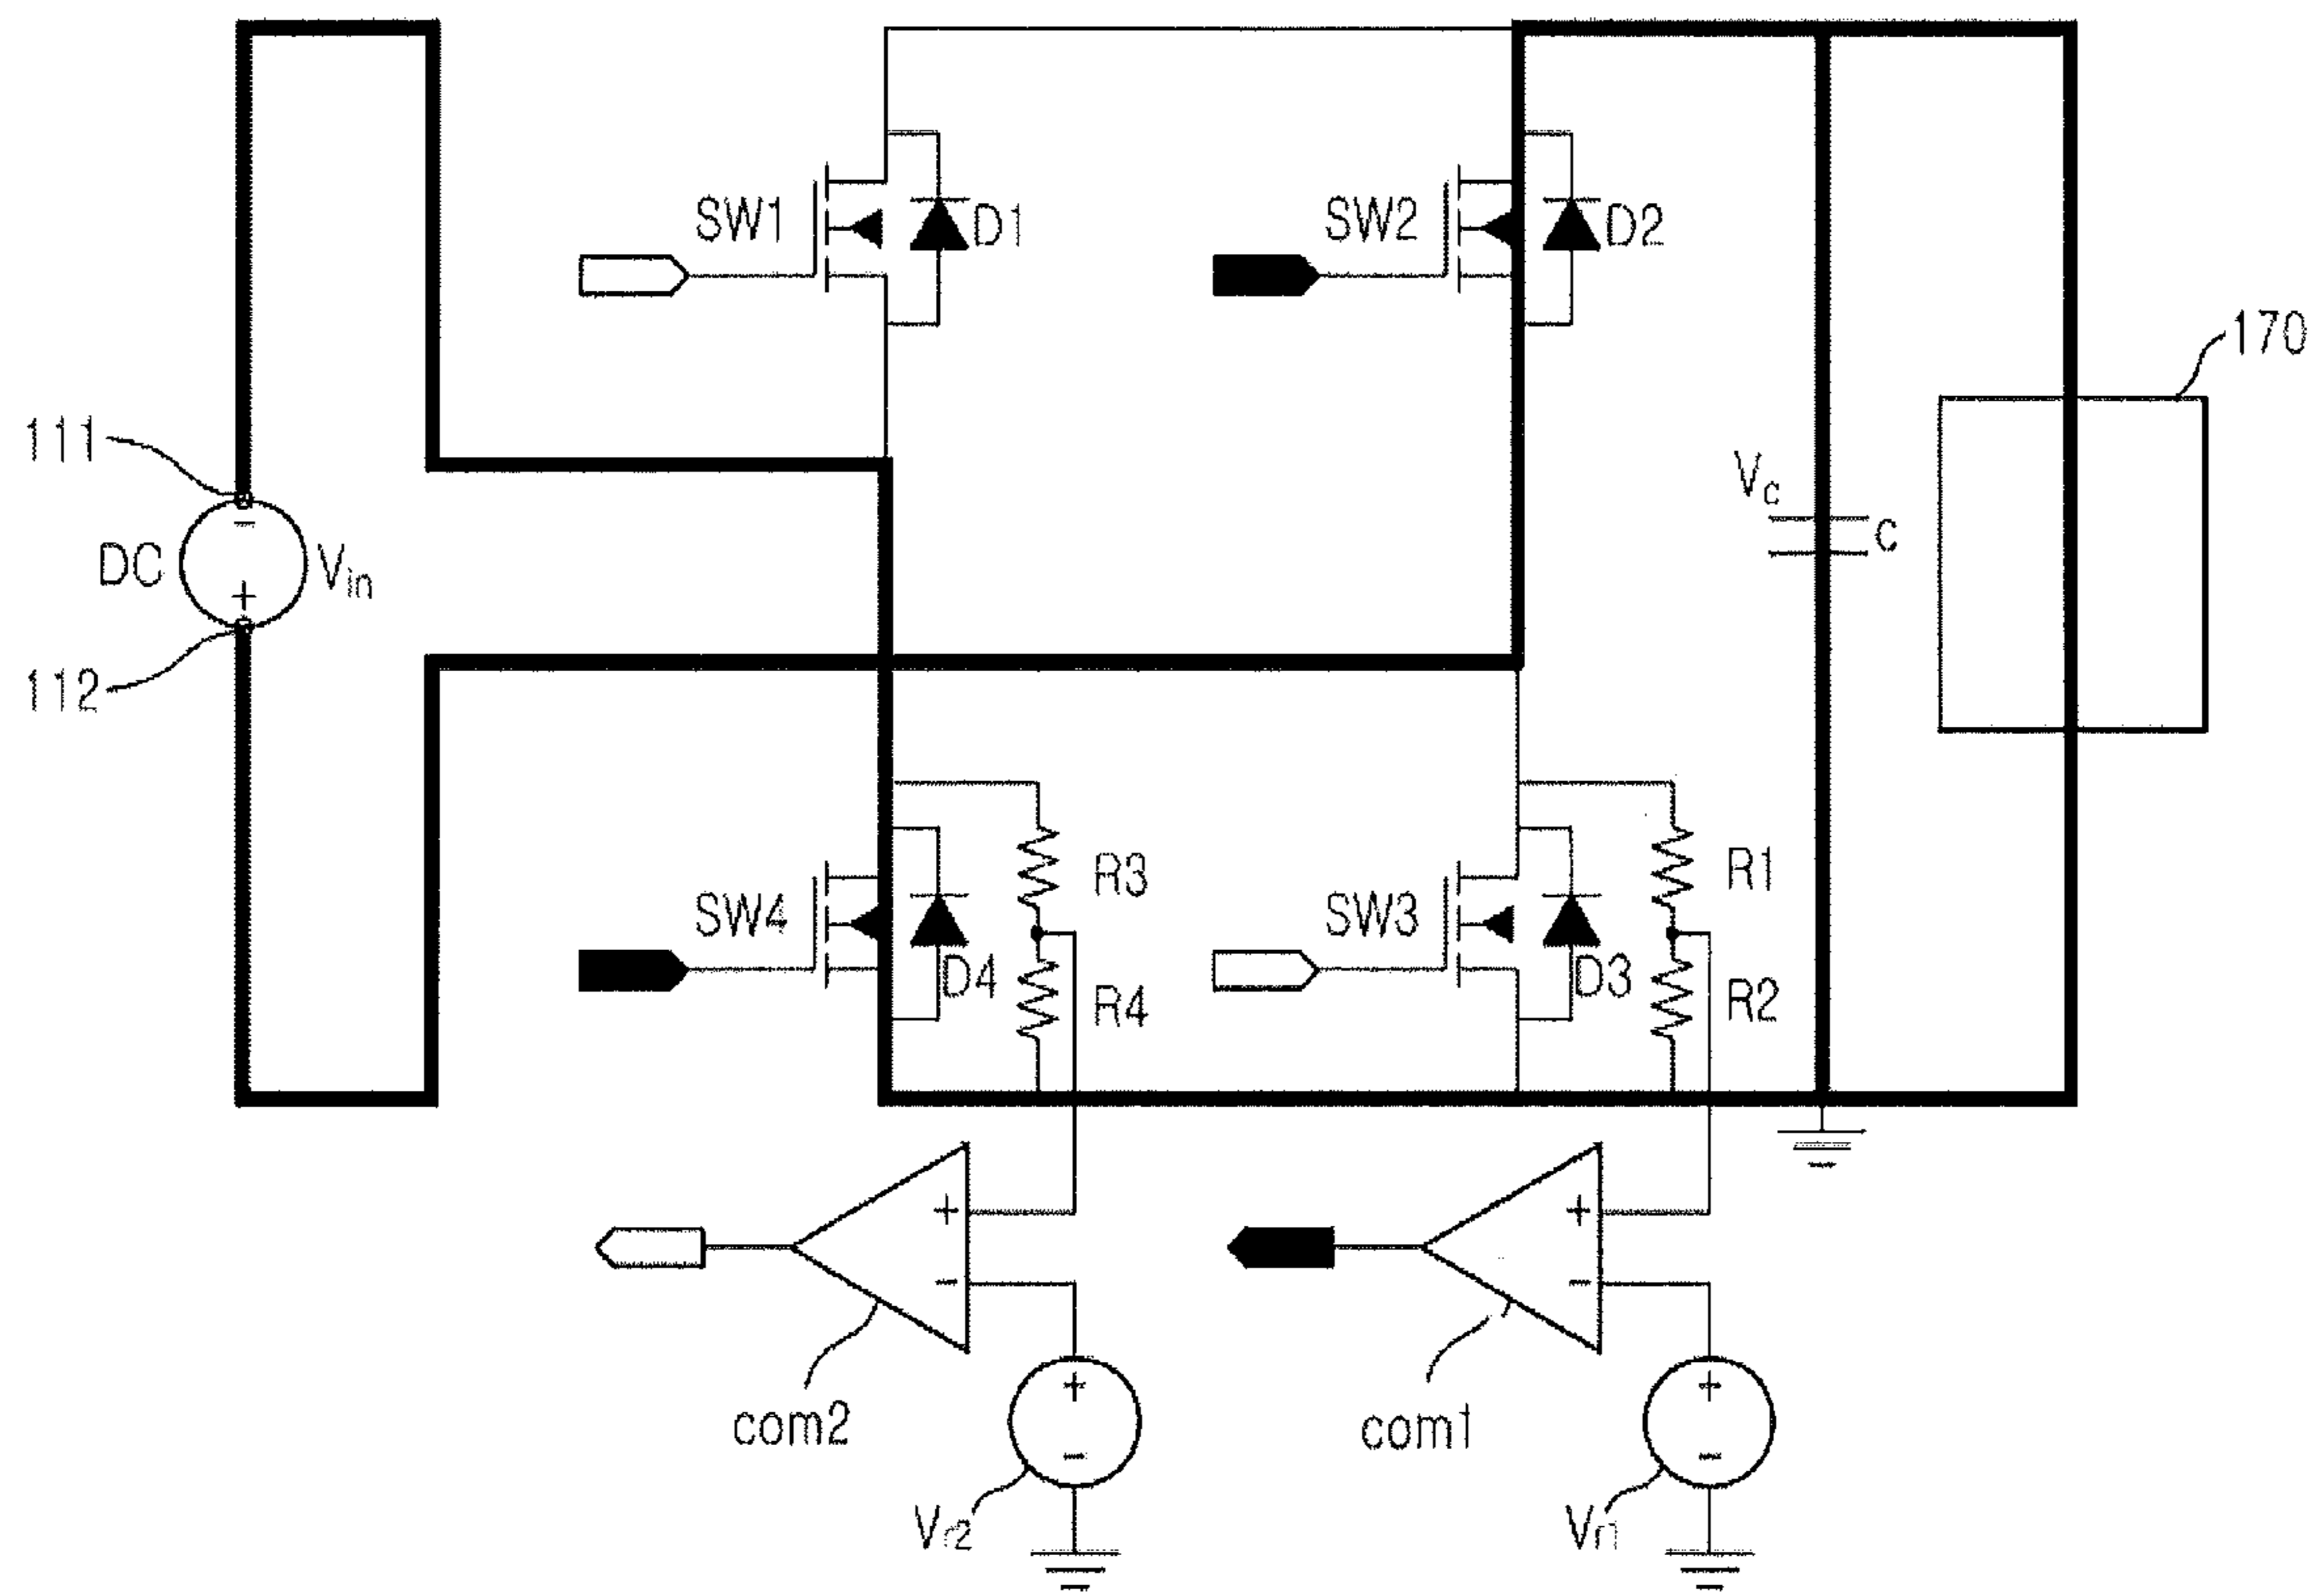 SW1
D1
SW2
D2
170
111
Vc
C
DC
-
+
Vin
112
SW4
D4
R3
R4
SW3
D3
R1
R2
+
-
+
-
com2
com1
+
-
+
-
Vr2
Vr1